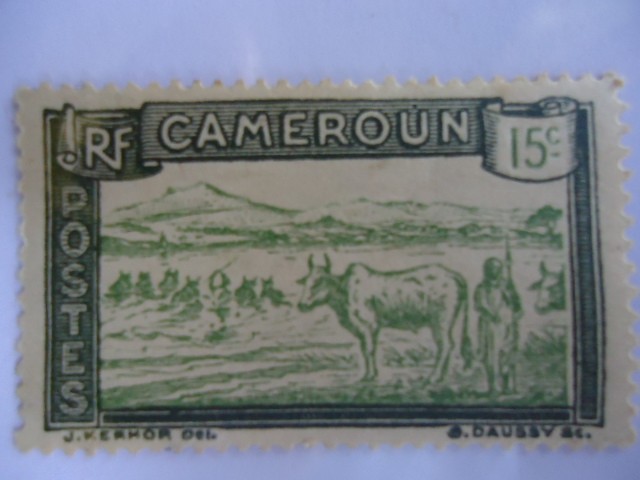 RF CAMEROUN 15c
POSTES
J. KERHOR DEL. G. DAUSSY SC.